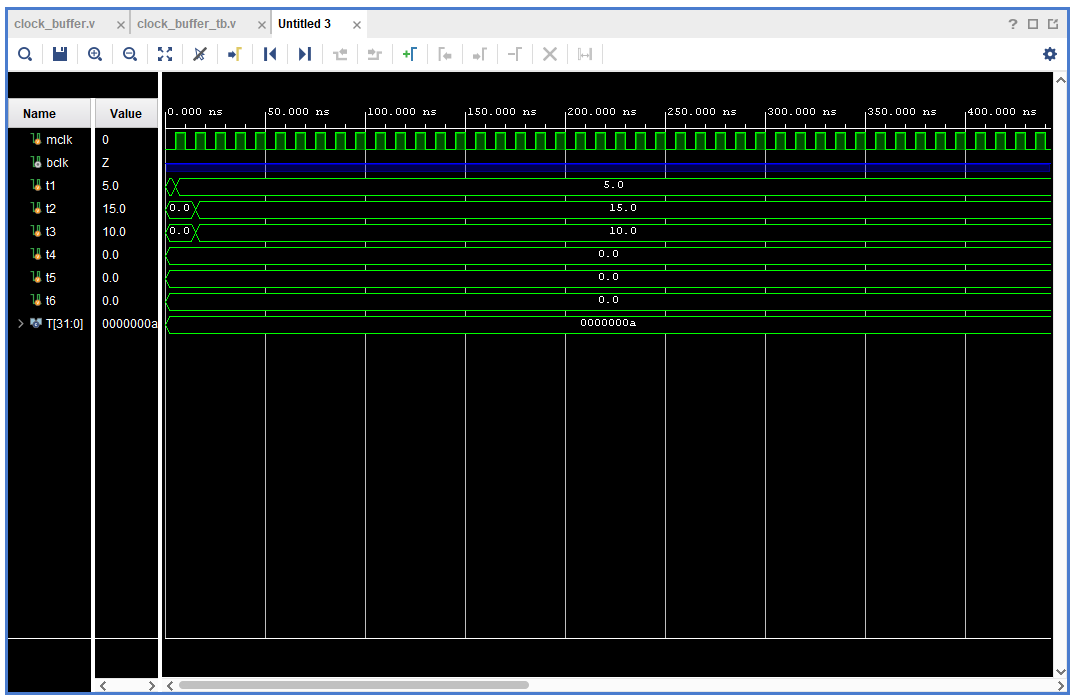 clock_buffer.v × clock_buffer_tb.v × Untitled 3 × ?
Name Value 0.000 ns 50.000 ns 100.000 ns 150.000 ns 200.000 ns 250.000 ns 300.000 ns 350.000 ns 400.000 ns
mclk 0
bclk Z
t1 5.0 5.0
t2 15.0 0.0 15.0
t3 10.0 0.0 10.0
t4 0.0 0.0
t5 0.0 0.0
t6 0.0 0.0
T[31:0] 0000000a 0000000a